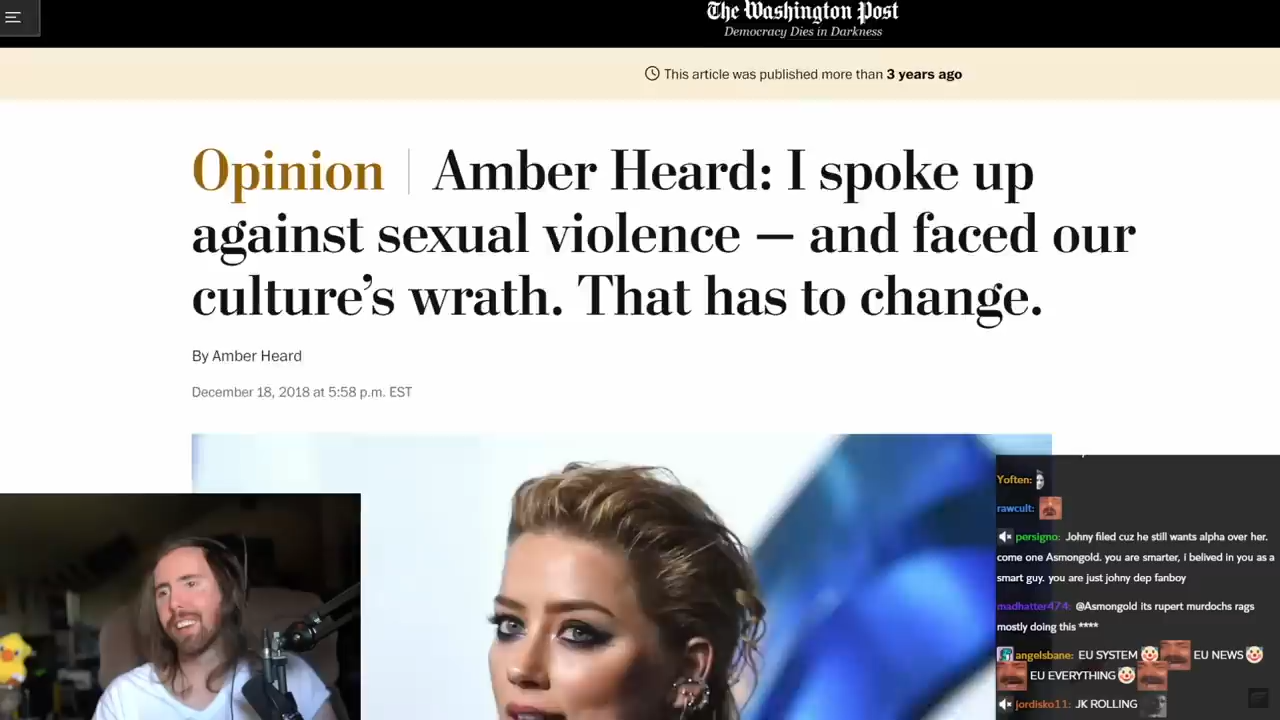 The Washington Post
Democracy Dies in Darkness
This article was published more than 3 years ago
Opinion | Amber Heard: I spoke up
against sexual violence — and faced our
culture’s wrath. That has to change.
By Amber Heard
December 18, 2018 at 5:58 p.m. EST
Yoften:
rawcult:
persigno: Johny filed cuz he still wants alpha over her.
come one Asmongold. you are smarter, i belived in you as a
smart guy. you are just johny dep fanboy
madhatter474: @Asmongold its rupert murdochs rags
mostly doing this ****
angelsbane: EU SYSTEM EU NEWS
EU EVERYTHING
jordisko11: JK ROLLING